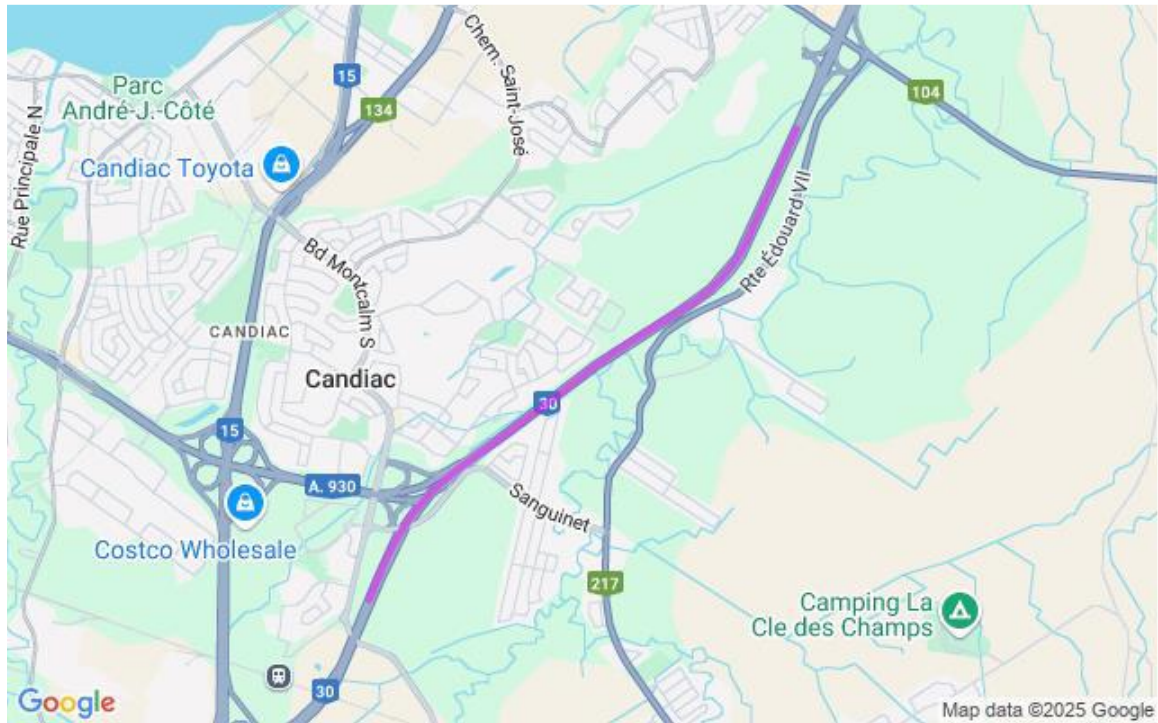 Parc
André-J.-Côté
Rue Principale N
Candiac Toyota
15
134
Chem. Saint-José
104
Rte Édouard-VII
Bd Montcalm S
CANDIAC
Candiac
30
15
A. 930
Costco Wholesale
Sanguinet
217
Camping La
Cle des Champs
30
Google
Map data ©2025 Google